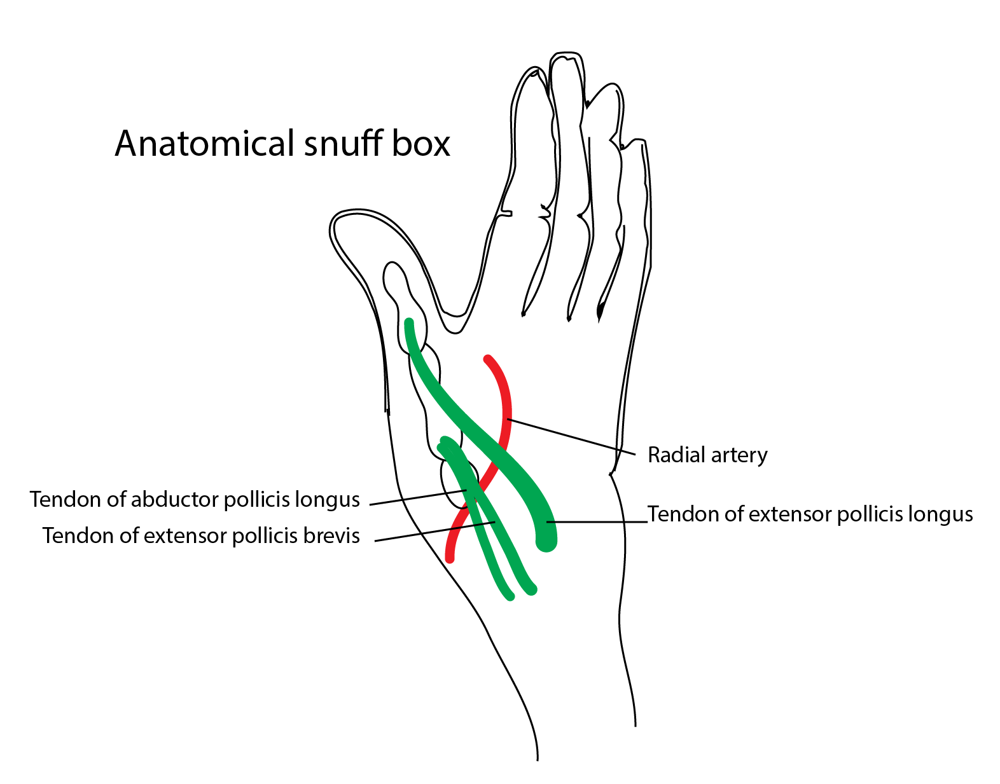 Anatomical snuff box
Radial artery
Tendon of abductor pollicis longus
Tendon of extensor pollicis longus
Tendon of extensor pollicis brevis